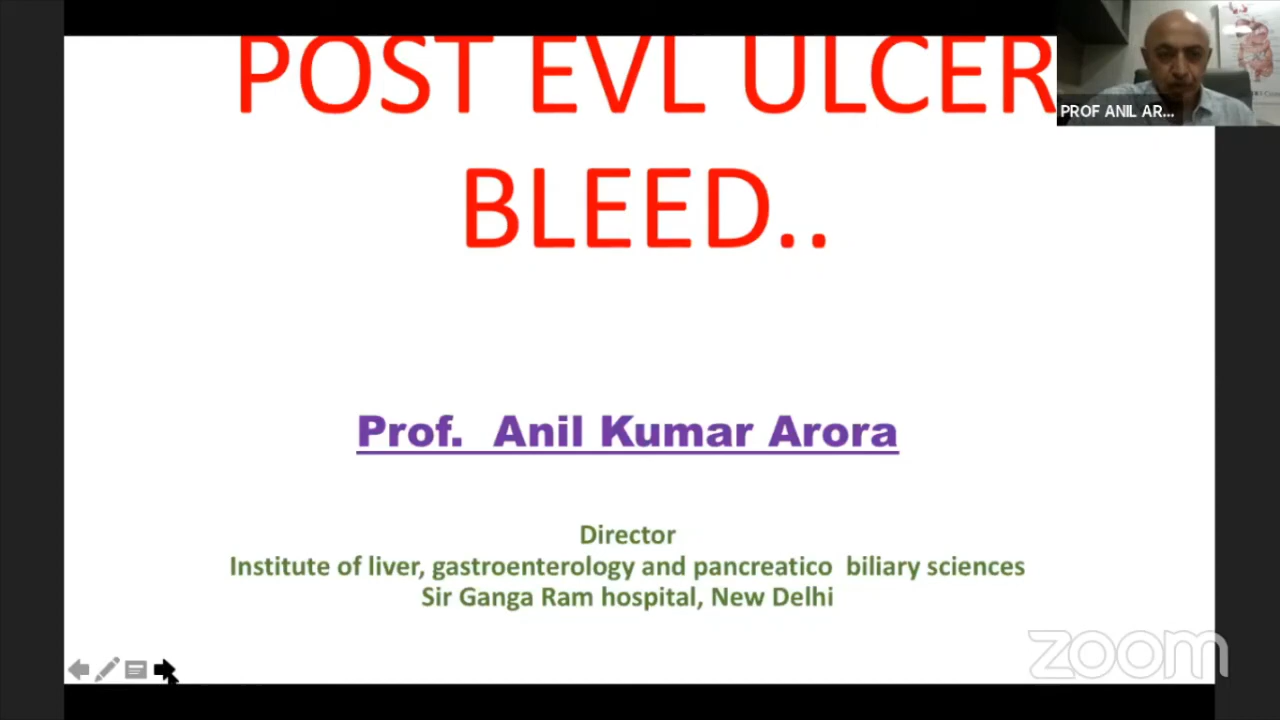 POST EVL ULCER
BLEED..
PROF ANIL AR...
Prof. Anil Kumar Arora
Director
Institute of liver, gastroenterology and pancreatico biliary sciences
Sir Ganga Ram hospital, New Delhi
zoom